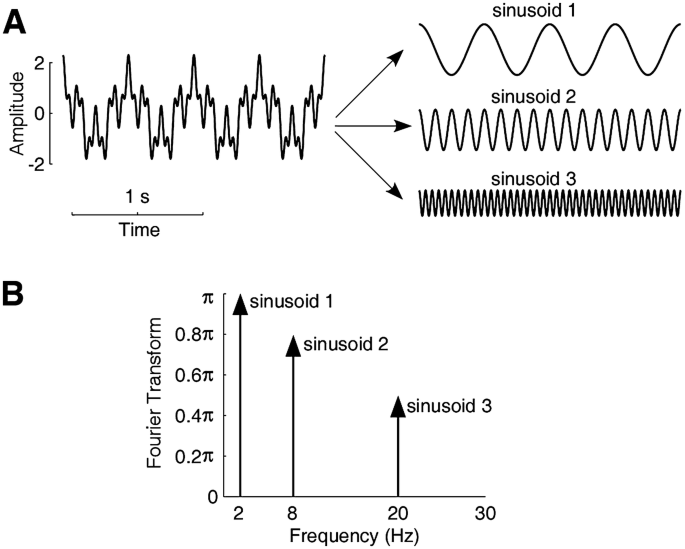 A
Amplitude
2
0
-2
1 s
Time
sinusoid 1
sinusoid 2
sinusoid 3
B
Fourier Transform
π
0.8π
0.6π
0.4π
0.2π
0
sinusoid 1
sinusoid 2
sinusoid 3
2 8 20 30
Frequency (Hz)